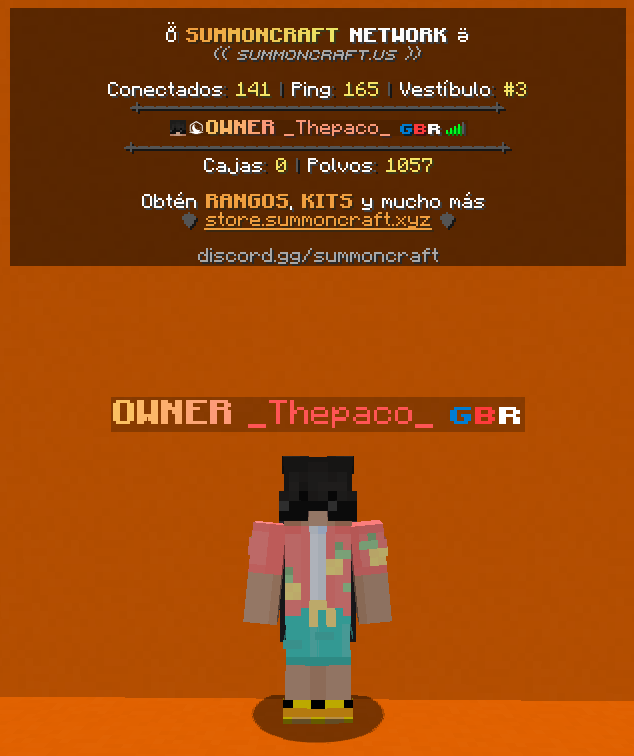 Ö SUMMONCRAFT NETWORK ë
(( SUMMONCRAFT.US ))
Conectados: 141 | Ping: 165 | Vestíbulo: #3
OWNER _Thepaco_ GBR
Cajas: 0 | Polvos: 1057
Obtén RANGOS, KITS y mucho más
store.summoncraft.xyz
discord.gg/summoncraft
OWNER _Thepaco_ GBR